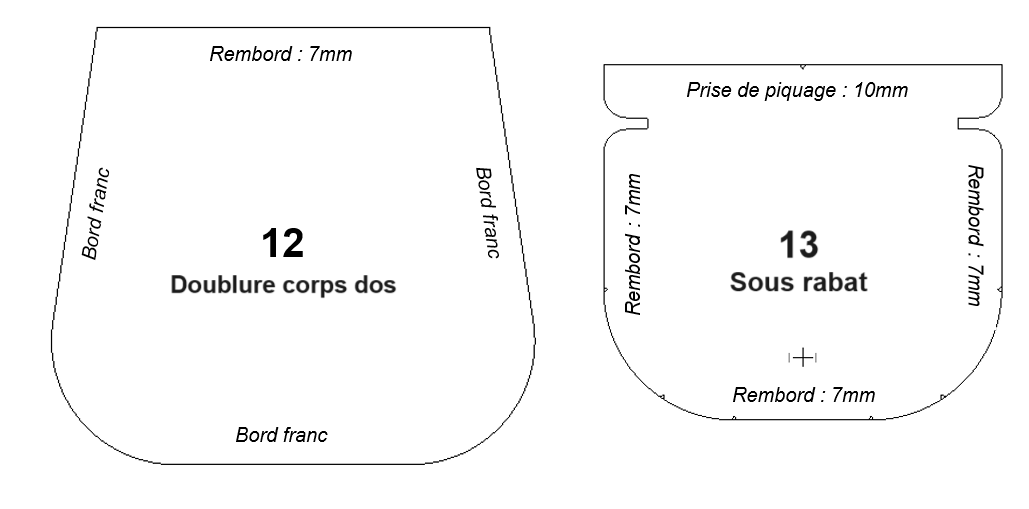 Rembord : 7mm
Bord franc
Bord franc
12
Doublure corps dos
Bord franc
Prise de piquage : 10mm
Rembord : 7mm
Rembord : 7mm
13
Sous rabat
Rembord : 7mm